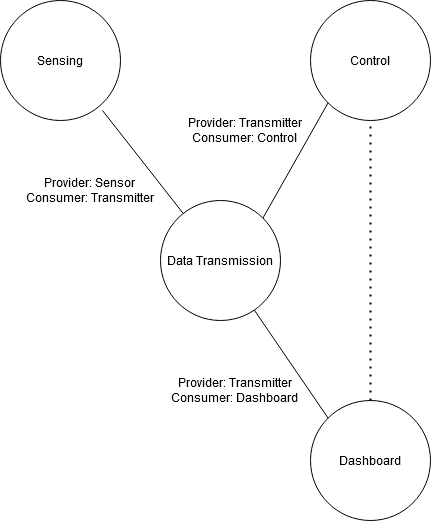 Sensing
Control
Provider: Transmitter
Consumer: Control
Provider: Sensor
Consumer: Transmitter
Data Transmission
Provider: Transmitter
Consumer: Dashboard
Dashboard